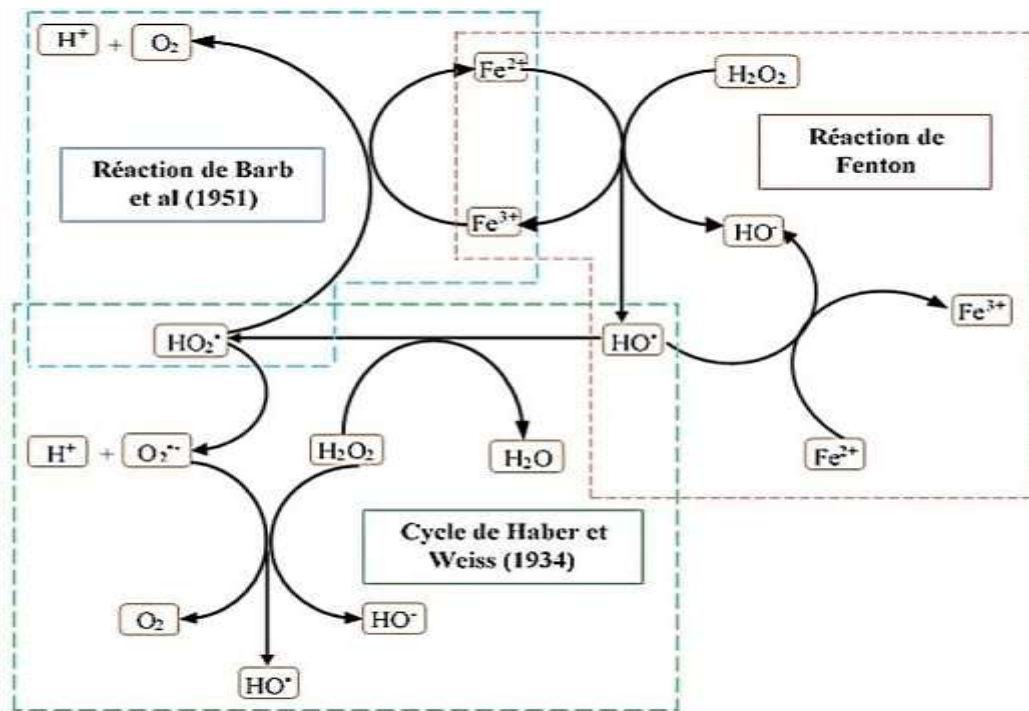 H⁺ + O₂
Fe²⁺
H₂O₂
Réaction de Barb
et al (1951)
Réaction de
Fenton
Fe³⁺
HO⁻
Fe³⁺
HO₂•
HO•
H⁺ + O₂•⁻
H₂O₂
H₂O
Fe²⁺
Cycle de Haber et
Weiss (1934)
O₂
HO⁻
HO•